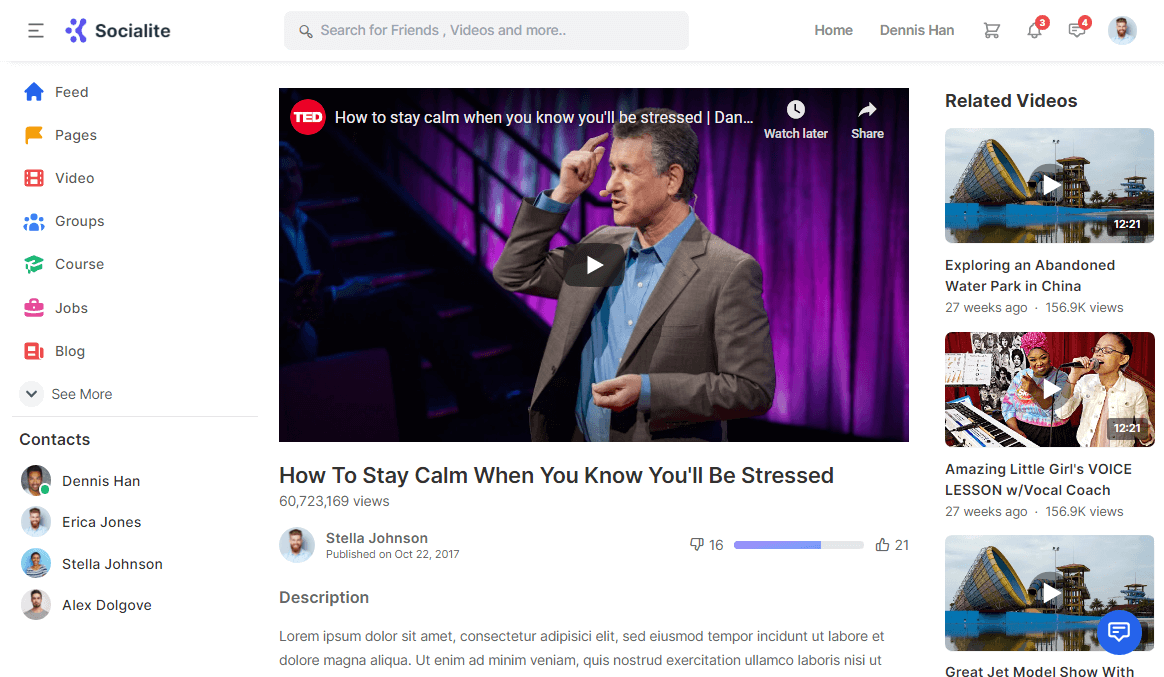 Socialite
Search for Friends , Videos and more..
Home
Dennis Han
3
4
Feed
Pages
Video
Groups
Course
Jobs
Blog
See More
Contacts
Dennis Han
Erica Jones
Stella Johnson
Alex Dolgove
TED
How to stay calm when you know you'll be stressed | Dan...
Watch later
Share
How To Stay Calm When You Know You'll Be Stressed
60,723,169 views
Stella Johnson
Published on Oct 22, 2017
16
21
Description
Lorem ipsum dolor sit amet, consectetur adipisici elit, sed eiusmod tempor incidunt ut labore et
dolore magna aliqua. Ut enim ad minim veniam, quis nostrud exercitation ullamco laboris nisi ut
Related Videos
12:21
Exploring an Abandoned
Water Park in China
27 weeks ago · 156.9K views
12:21
Amazing Little Girl's VOICE
LESSON w/Vocal Coach
27 weeks ago · 156.9K views
Great Jet Model Show With